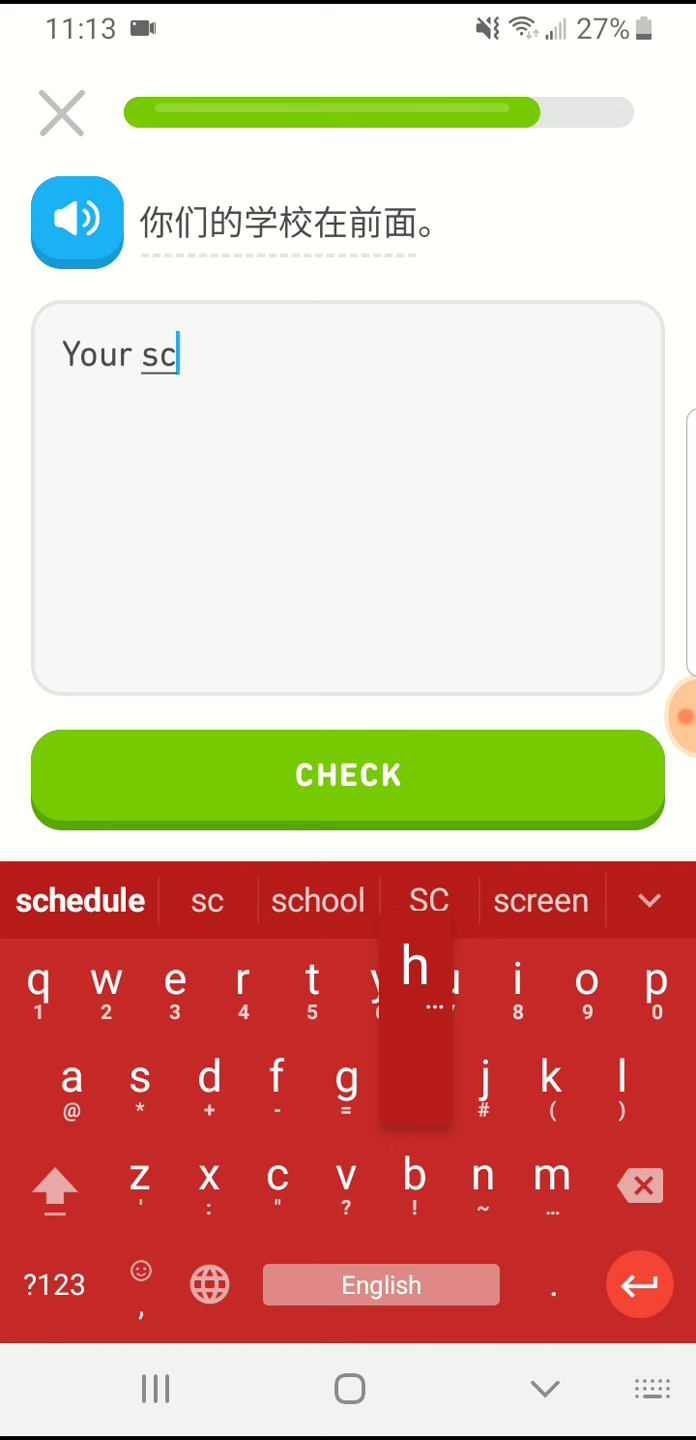 11:13 27%
你们的学校在前面。
Your sc
CHECK
schedule sc school SC screen
q w e r t i o p
1 2 3 4 5 8 9 0
h
...
a s d f g j k l
@ * + - = # ( )
z x c v b n m
' : " ? ! ~ ...
?123 , English .